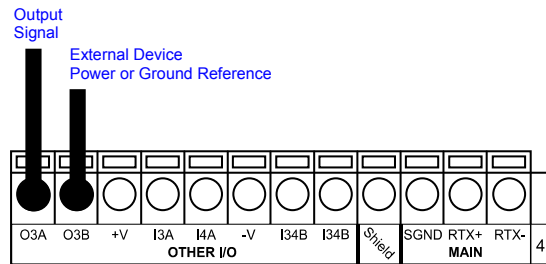 Output
Signal
External Device
Power or Ground Reference
O3A O3B +V I3A I4A -V I34B I34B Shield SGND RTX+ RTX- 4
OTHER I/O MAIN